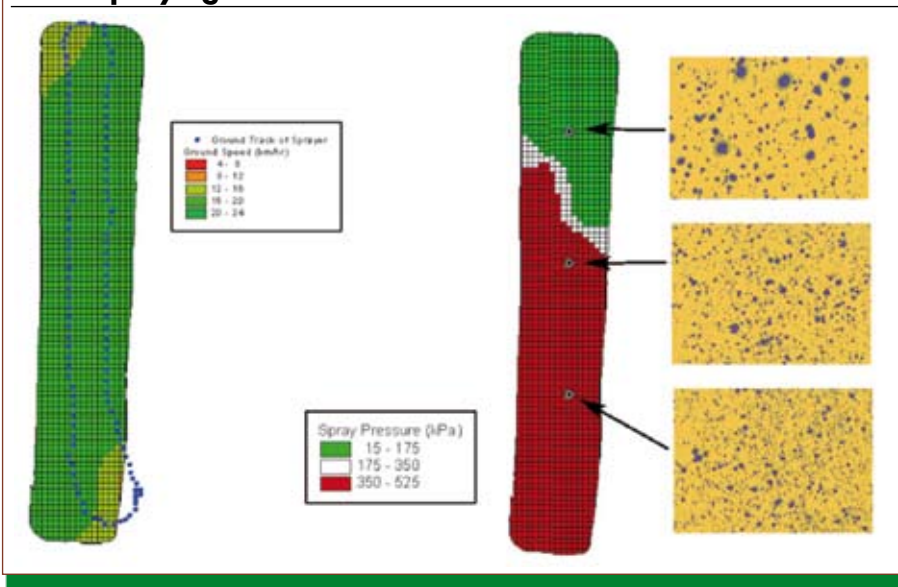 Ground Track of Sprayer
Ground Speed (km/hr)
12 - 16
16 - 20
20 - 24
Spray Pressure (kPa)
15 - 175
175 - 350
350 - 525